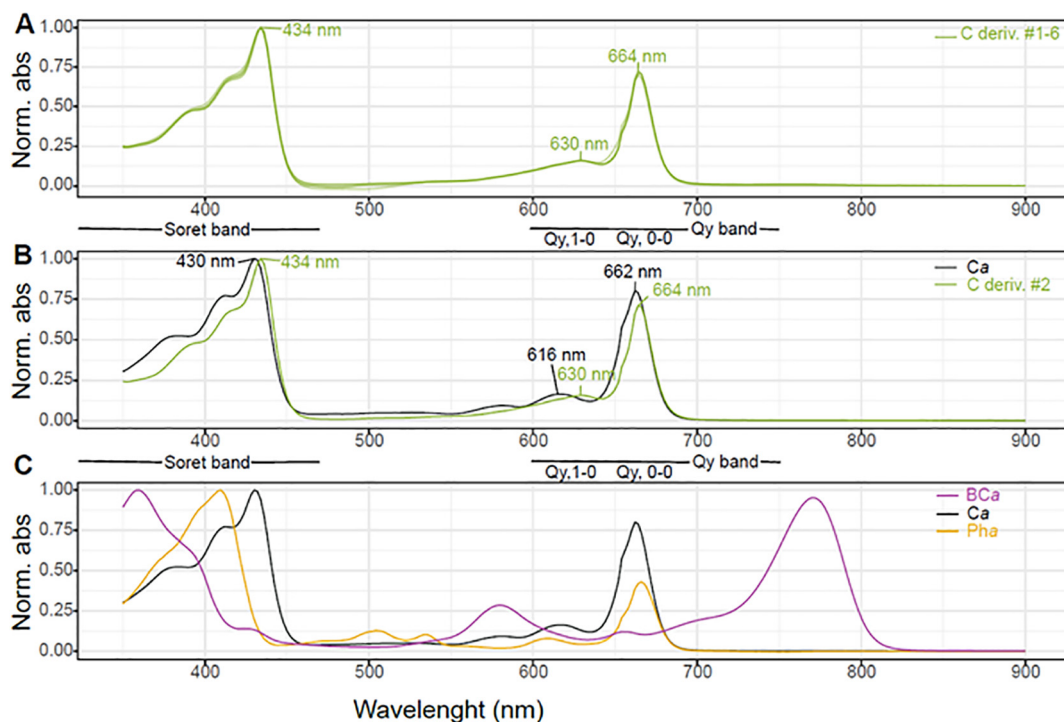 A
Norm. abs
1.00
0.75
0.50
0.25
0.00
434 nm
664 nm
630 nm
C deriv. #1-6
400 500 600 700 800 900
Soret band Qy band
Qy,1-0 Qy, 0-0
B
Norm. abs
1.00
0.75
0.50
0.25
0.00
430 nm 434 nm
662 nm
664 nm
616 nm
630 nm
Ca
C deriv. #2
400 500 600 700 800 900
Soret band Qy band
Qy,1-0 Qy, 0-0
C
Norm. abs
1.00
0.75
0.50
0.25
0.00
BCa
Ca
Pha
400 500 600 700 800 900
Wavelenght (nm)